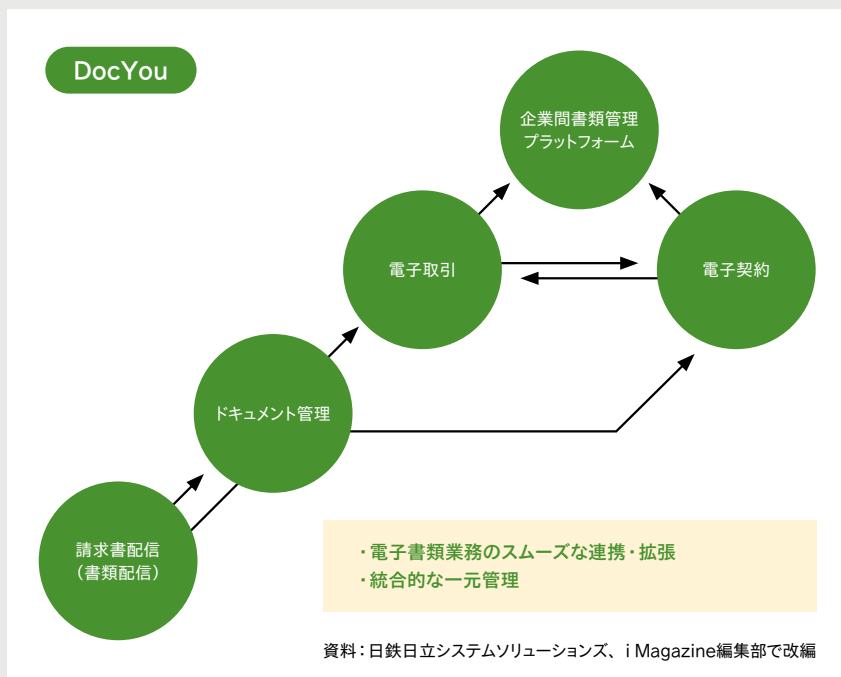 DocYou
企業間書類管理
プラットフォーム
電子取引
電子契約
ドキュメント管理
請求書配信
（書類配信）
・電子書類業務のスムーズな連携・拡張
・統合的な一元管理
資料：日鉄日立システムソリューションズ、i Magazine編集部で改編